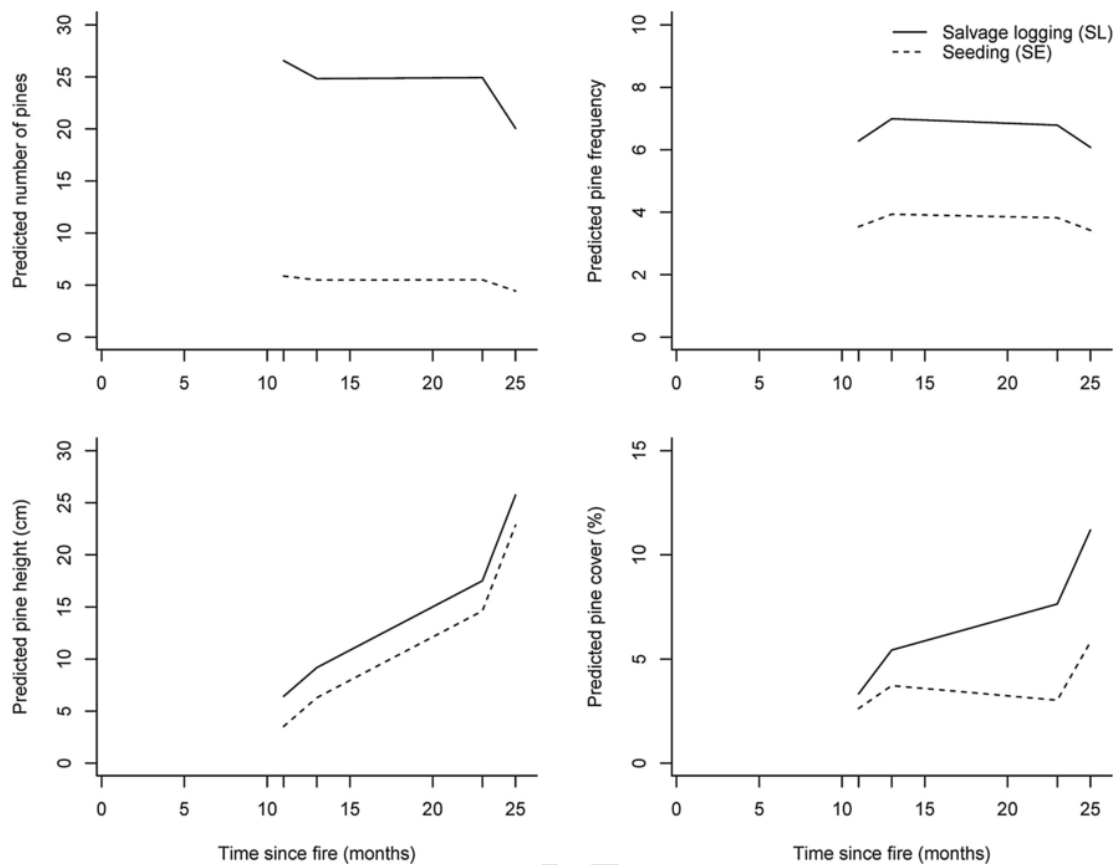 Predicted number of pines
30
25
20
15
10
5
0
0 5 10 15 20 25
Predicted pine frequency
10
8
6
4
2
0
0 5 10 15 20 25
Salvage logging (SL)
Seeding (SE)
Predicted pine height (cm)
30
25
20
15
10
5
0
0 5 10 15 20 25
Time since fire (months)
Predicted pine cover (%)
15
10
5
0
0 5 10 15 20 25
Time since fire (months)